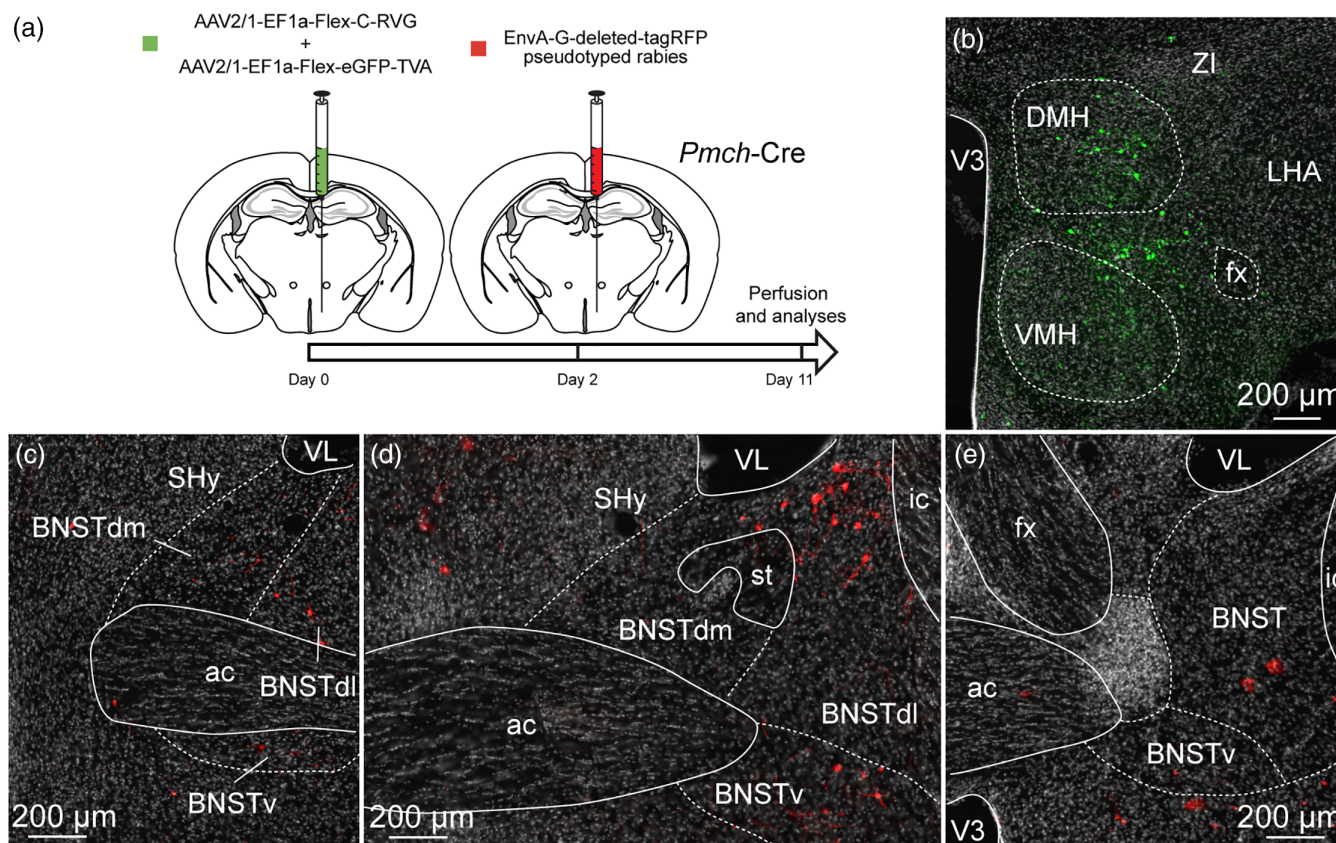 (a)
AAV2/1-EF1a-Flex-C-RVG
+
AAV2/1-EF1a-Flex-eGFP-TVA
EnvA-G-deleted-tagRFP
pseudotyped rabies
Pmch-Cre
Perfusion
and analyses
Day 0
Day 2
Day 11
(b)
ZI
DMH
V3
LHA
fx
VMH
200 µm
(c)
VL
SHy
BNSTdm
ac
BNSTdl
BNSTv
200 µm
(d)
VL
SHy
ic
st
BNSTdm
BNSTdl
ac
BNSTv
200 µm
(e)
VL
fx
ic
BNST
ac
BNSTv
V3
200 µm